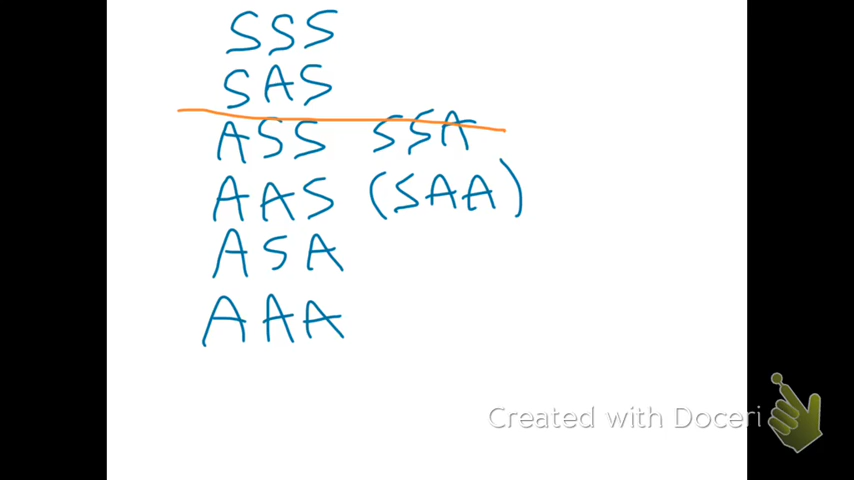 SSS
SAS
ASS SSA
AAS (SAA)
ASA
AAA
Created with Doceri